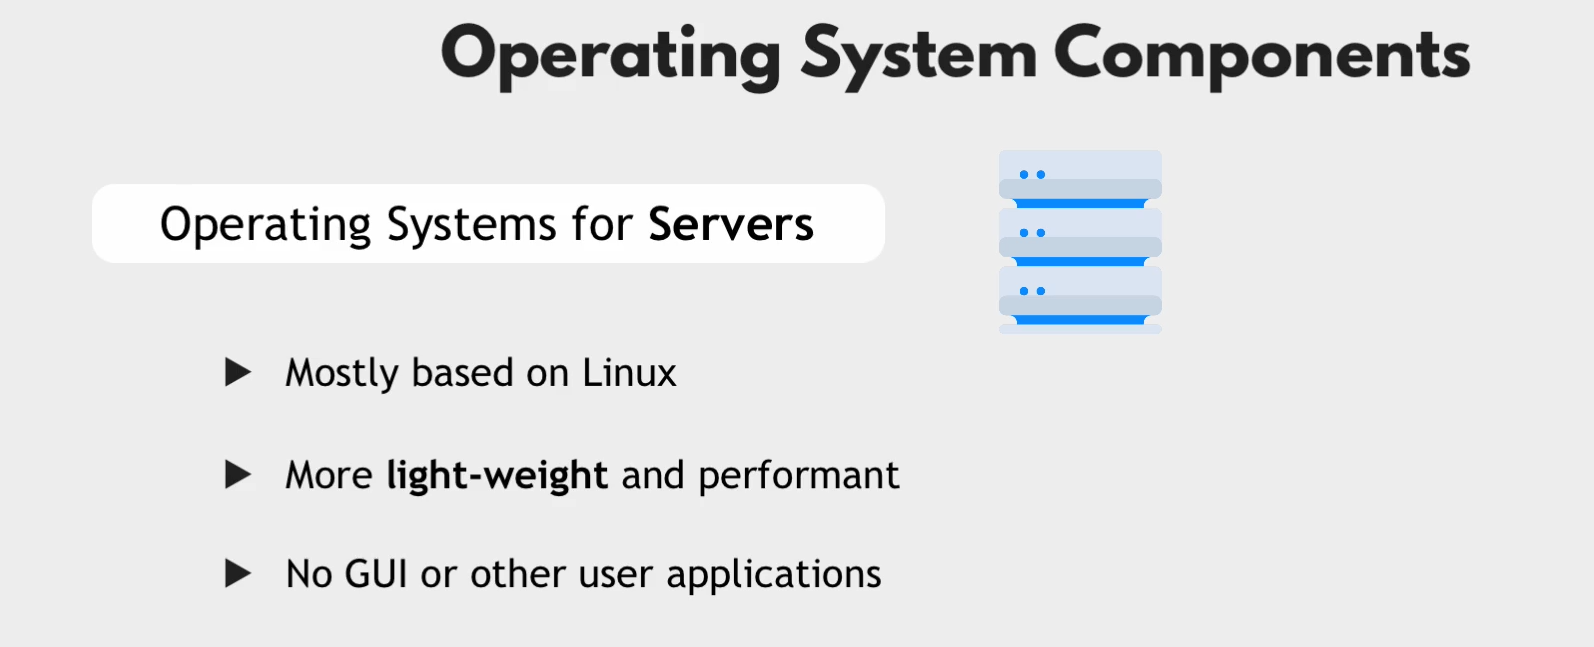 Operating System Components
Operating Systems for Servers
Mostly based on Linux
More light-weight and performant
No GUI or other user applications